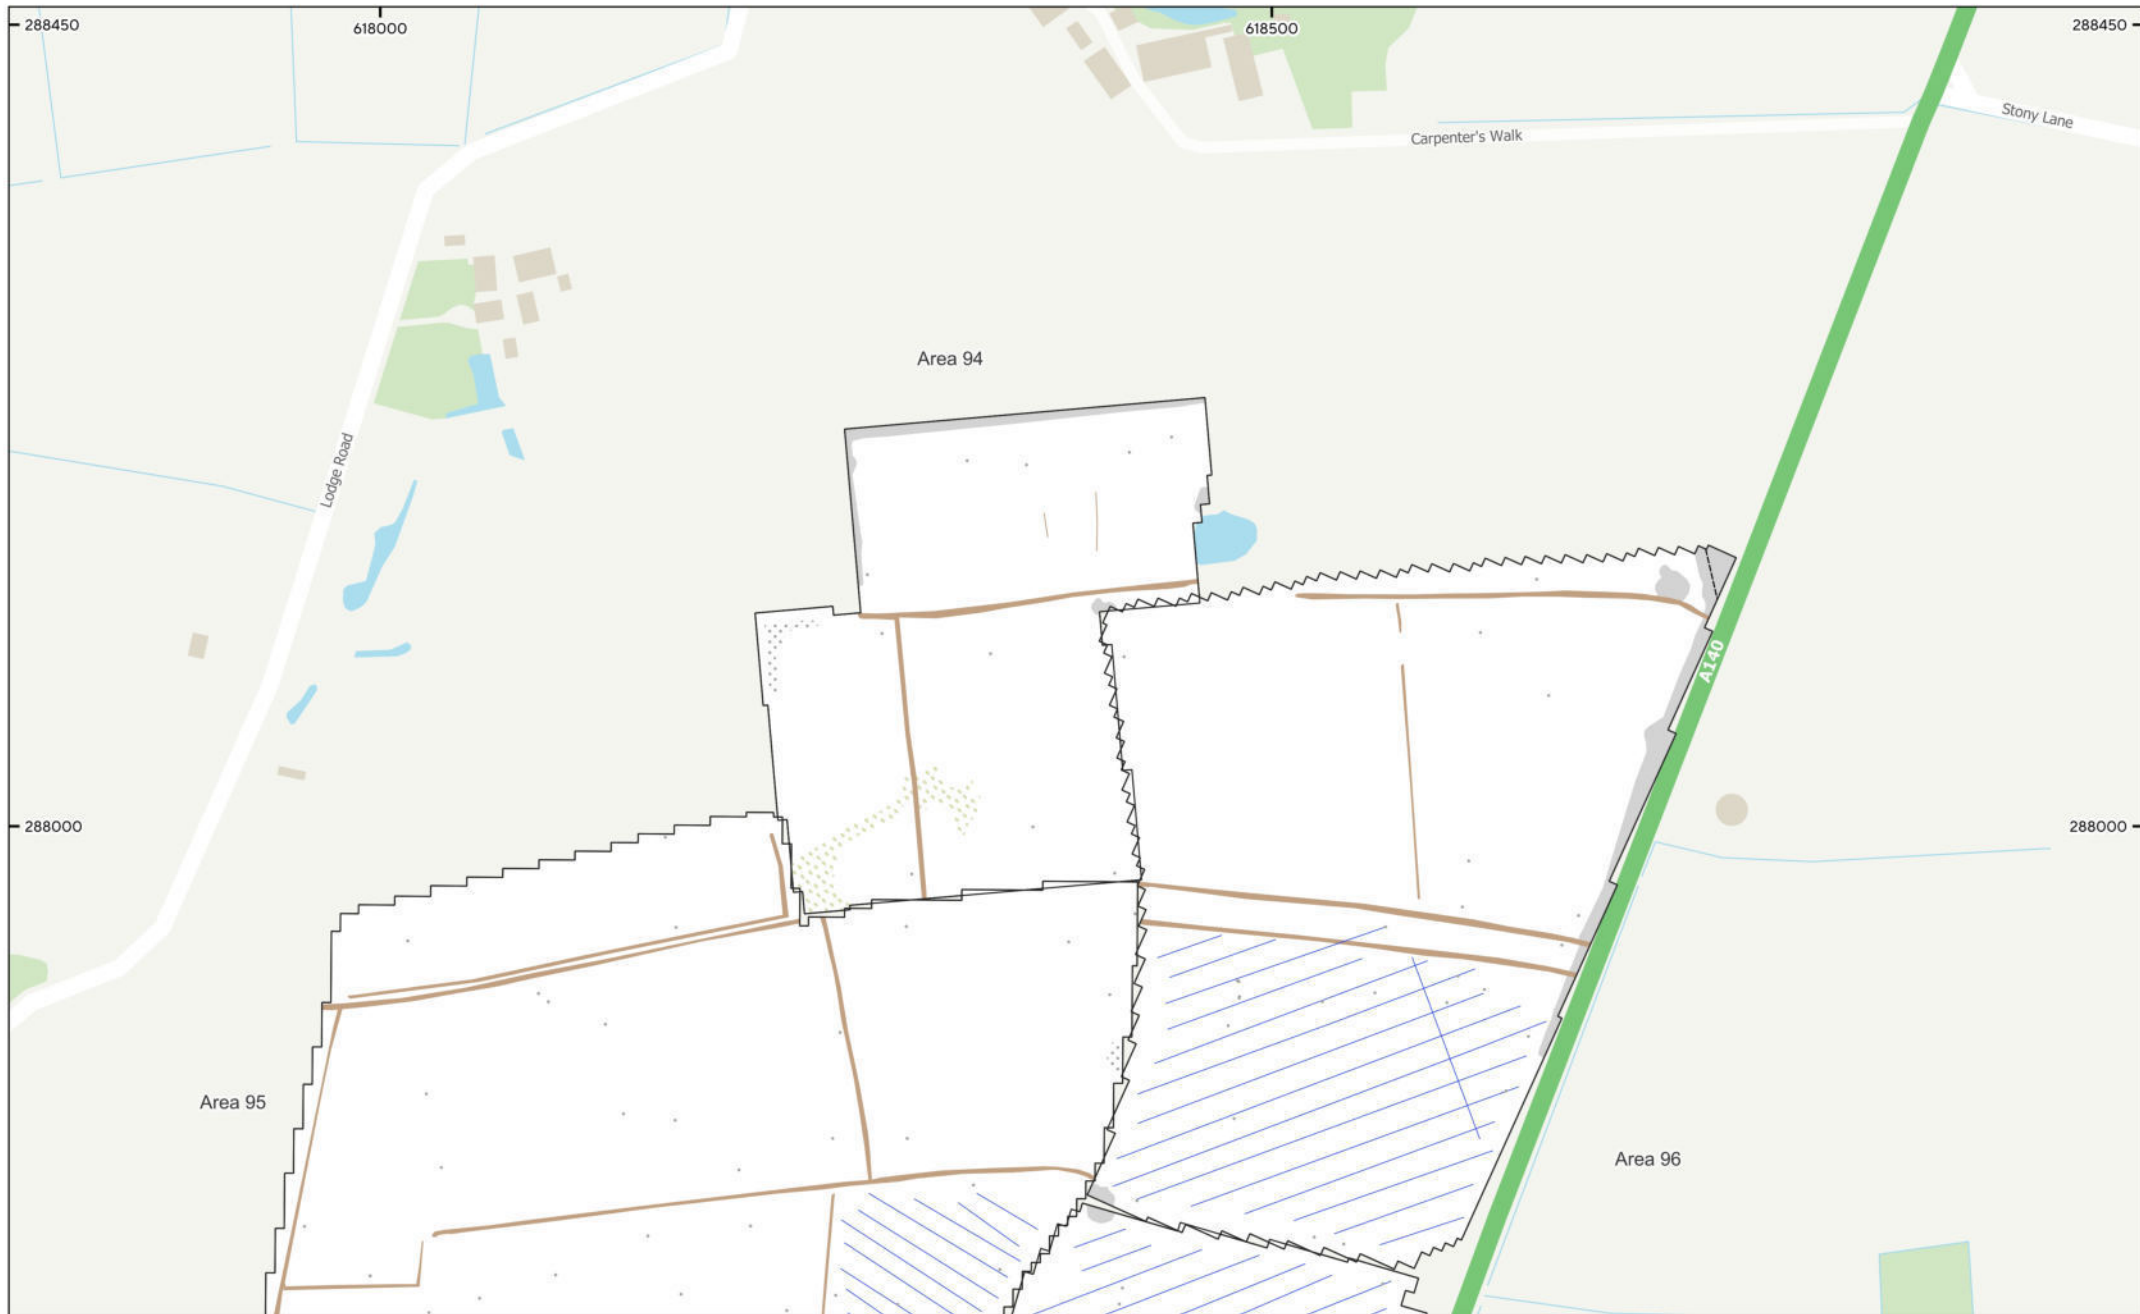 288450
618000
618500
288450
Stony Lane
Carpenter's Walk
Area 94
Lodge Road
A140
288000
288000
Area 95
Area 96